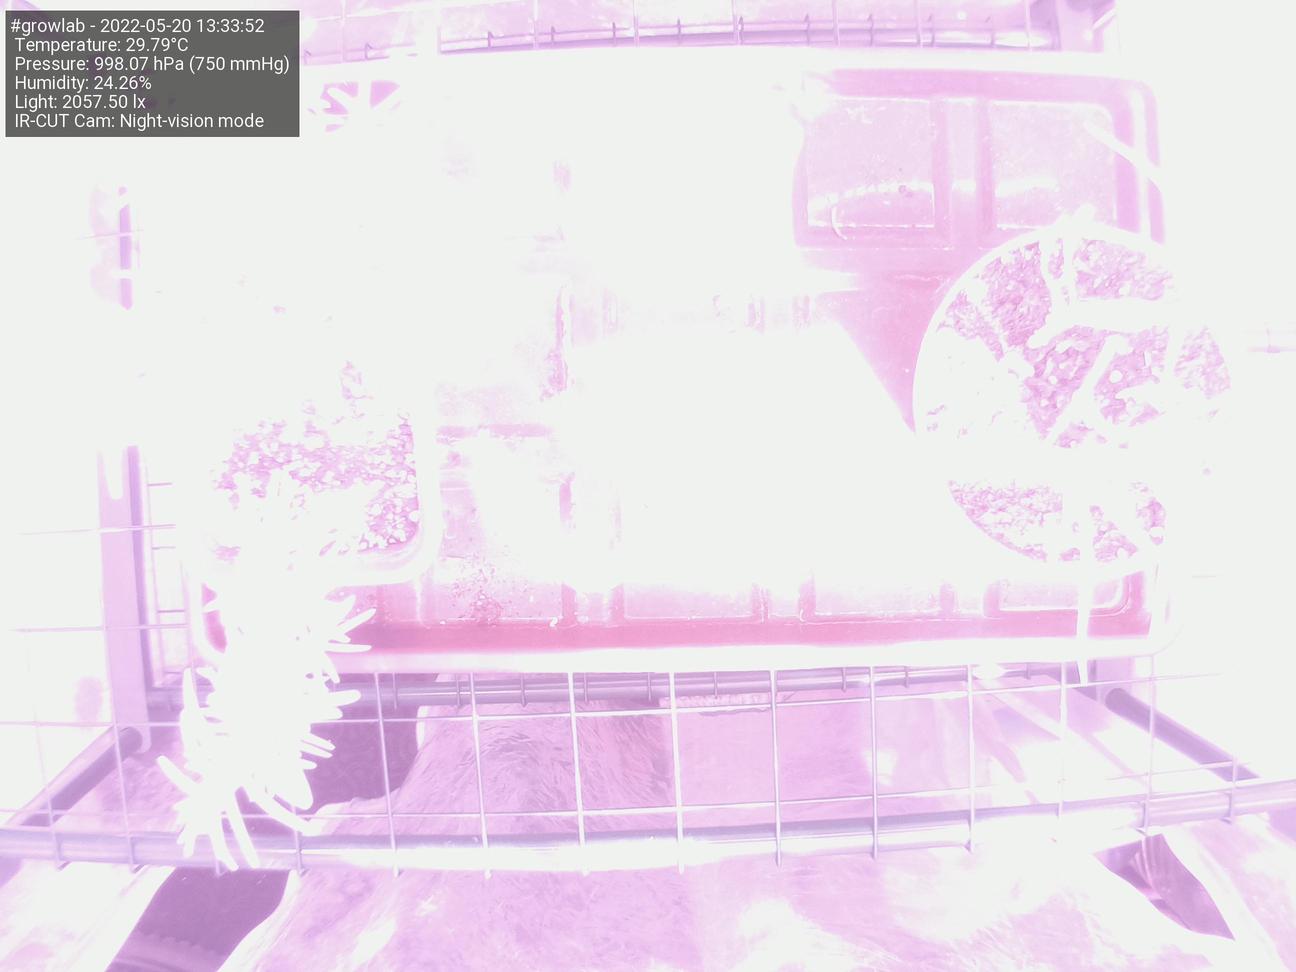 #growlab - 2022-05-20 13:33:52
Temperature: 29.79°C
Pressure: 998.07 hPa (750 mmHg)
Humidity: 24.26%
Light: 2057.50 lx
IR-CUT Cam: Night-vision mode